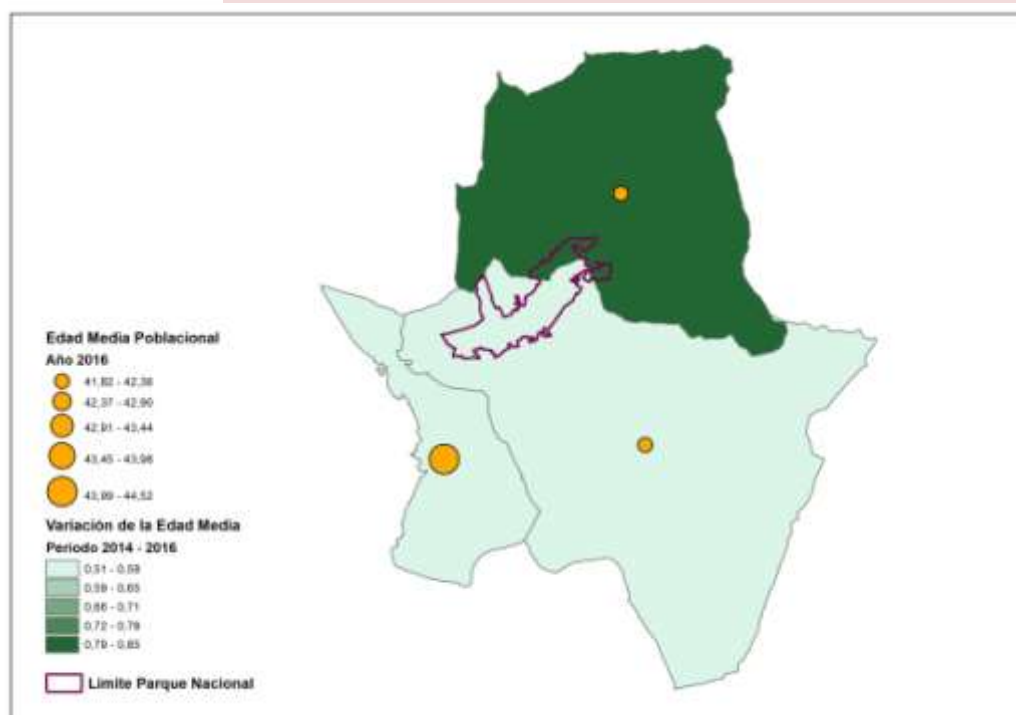 Edad Media Poblacional
Año 2016
41,82 - 42,36
42,37 - 42,90
42,91 - 43,44
43,45 - 43,98
43,99 - 44,52
Variación de la Edad Media
Periodo 2014 - 2016
0,51 - 0,58
0,59 - 0,65
0,66 - 0,71
0,72 - 0,78
0,79 - 0,85
Limite Parque Nacional